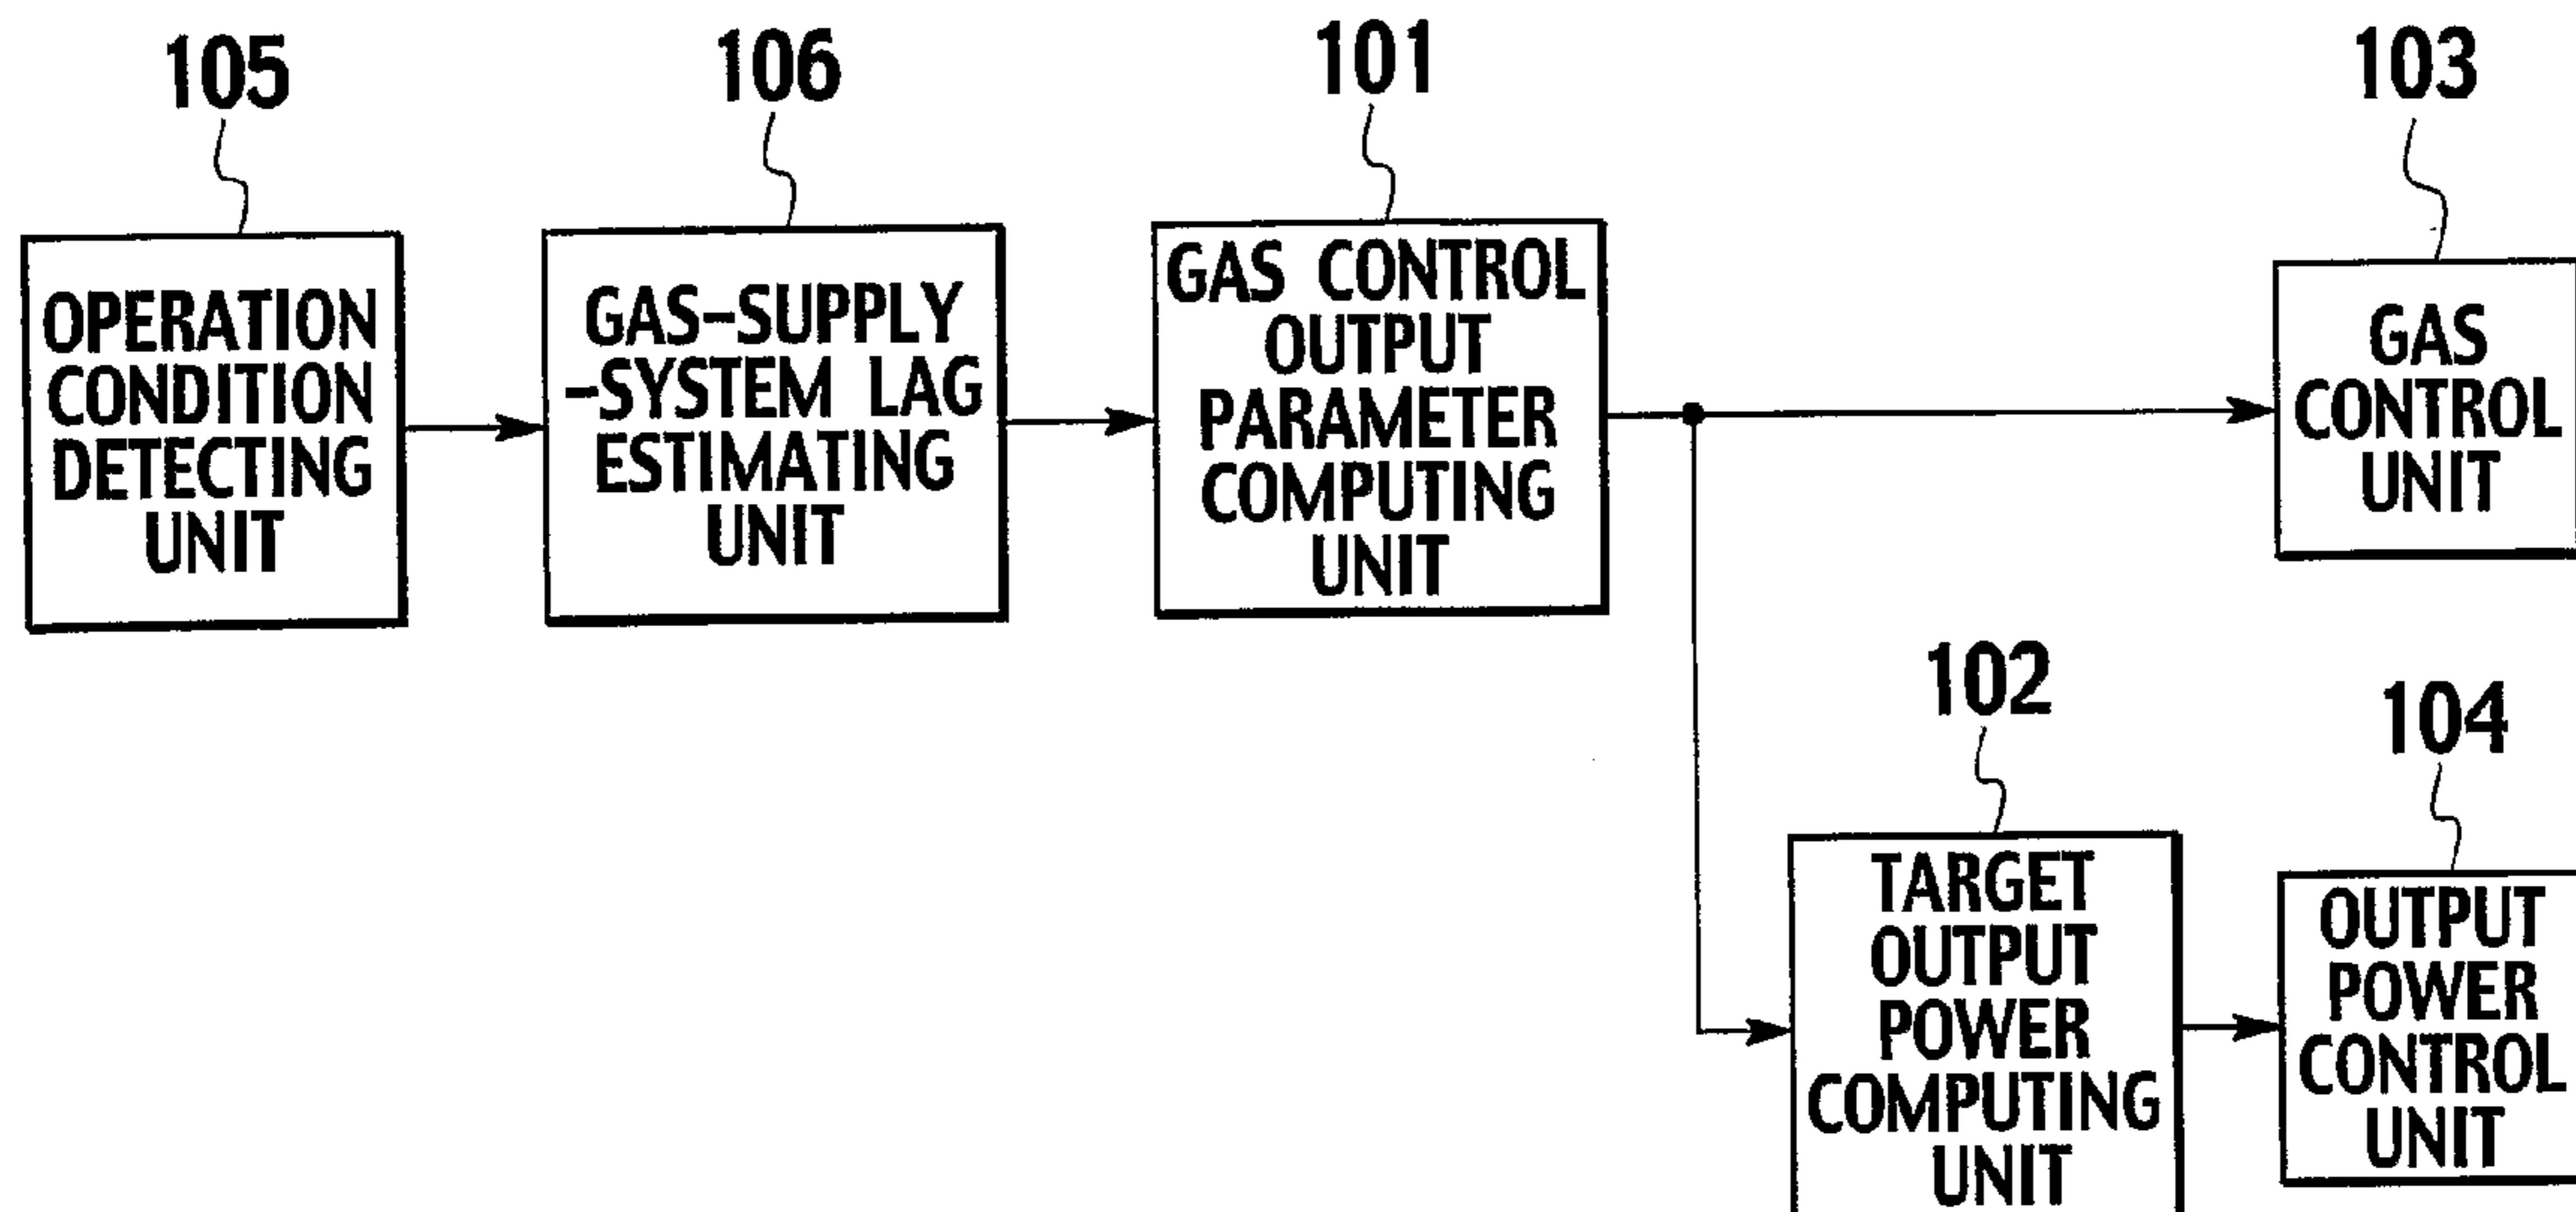 105
OPERATION
CONDITION
DETECTING
UNIT
106
GAS-SUPPLY
-SYSTEM LAG
ESTIMATING
UNIT
101
GAS CONTROL
OUTPUT
PARAMETER
COMPUTING
UNIT
103
GAS
CONTROL
UNIT
102
TARGET
OUTPUT
POWER
COMPUTING
UNIT
104
OUTPUT
POWER
CONTROL
UNIT